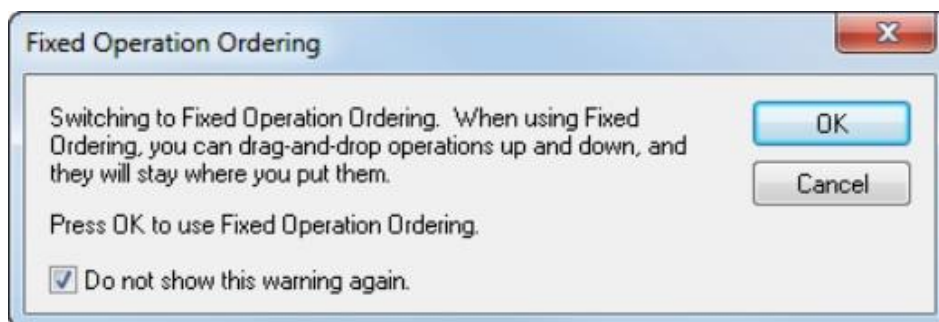 Fixed Operation Ordering
Switching to Fixed Operation Ordering.  When using Fixed
Ordering, you can drag-and-drop operations up and down, and
they will stay where you put them.
OK
Cancel
Press OK to use Fixed Operation Ordering.
Do not show this warning again.